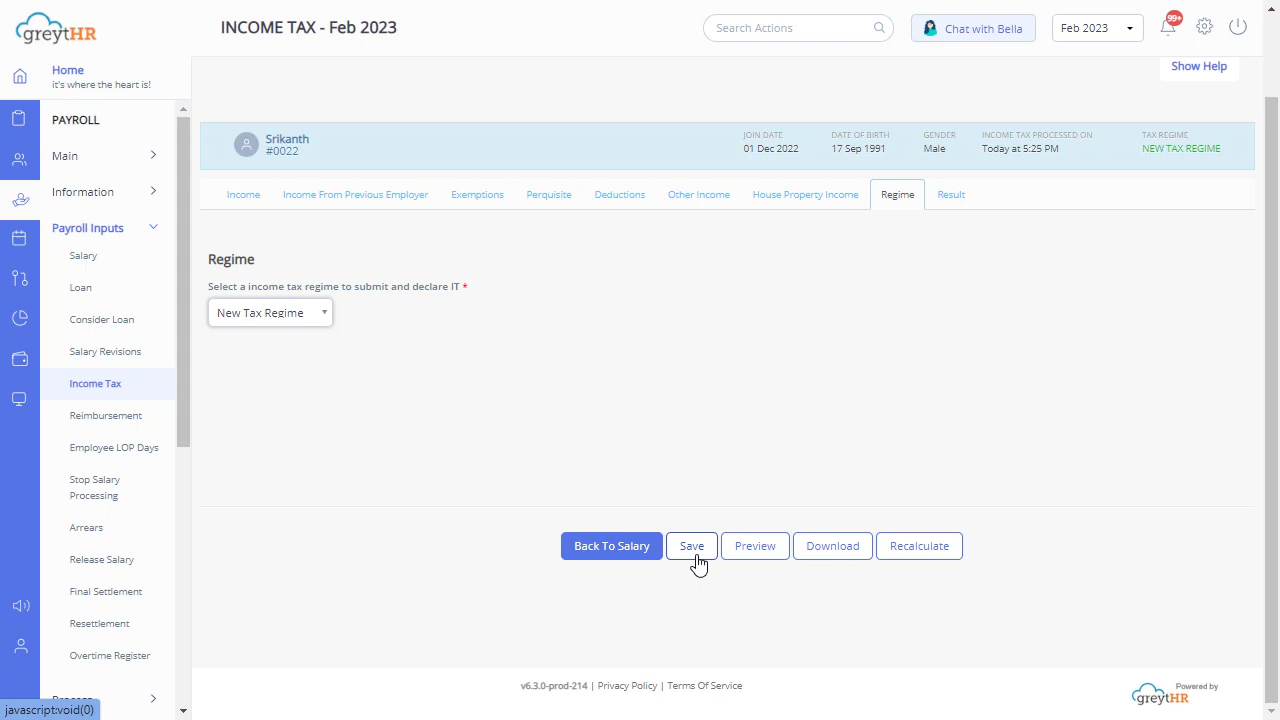 greytHR
INCOME TAX - Feb 2023
Search Actions
Chat with Bella
Feb 2023
99+
Home
it's where the heart is!
Show Help
PAYROLL
Main
Information
Payroll Inputs
Salary
Loan
Consider Loan
Salary Revisions
Income Tax
Reimbursement
Employee LOP Days
Stop Salary
Processing
Arrears
Release Salary
Final Settlement
Resettlement
Overtime Register
Process
Srikanth
#0022
JOIN DATE
01 Dec 2022
DATE OF BIRTH
17 Sep 1991
GENDER
Male
INCOME TAX PROCESSED ON
Today at 5:25 PM
TAX REGIME
NEW TAX REGIME
Income
Income From Previous Employer
Exemptions
Perquisite
Deductions
Other Income
House Property Income
Regime
Result
Regime
Select a income tax regime to submit and declare IT *
New Tax Regime
Back To Salary
Save
Preview
Download
Recalculate
v6.3.0-prod-214 | Privacy Policy | Terms Of Service
Powered by
greytHR
javascript:void(0)